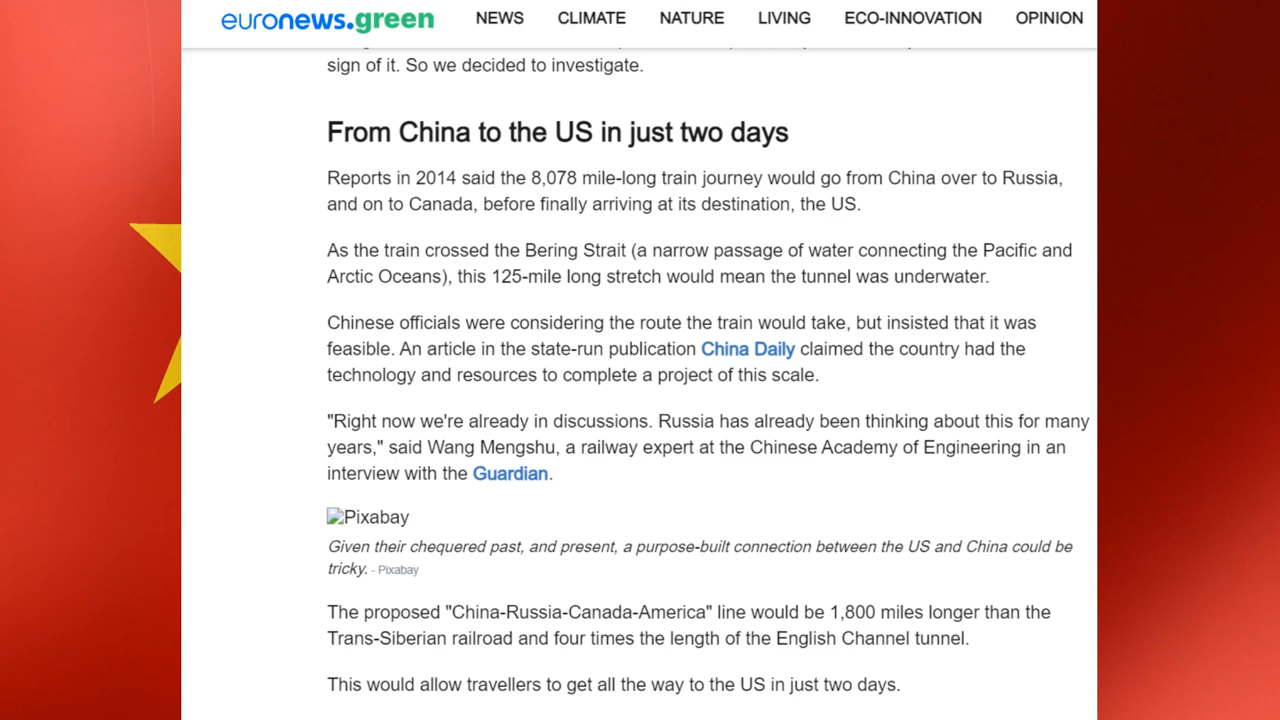 euronews.green NEWS CLIMATE NATURE LIVING ECO-INNOVATION OPINION
sign of it. So we decided to investigate.
From China to the US in just two days
Reports in 2014 said the 8,078 mile-long train journey would go from China over to Russia,
and on to Canada, before finally arriving at its destination, the US.
As the train crossed the Bering Strait (a narrow passage of water connecting the Pacific and
Arctic Oceans), this 125-mile long stretch would mean the tunnel was underwater.
Chinese officials were considering the route the train would take, but insisted that it was
feasible. An article in the state-run publication China Daily claimed the country had the
technology and resources to complete a project of this scale.
"Right now we're already in discussions. Russia has already been thinking about this for many
years," said Wang Mengshu, a railway expert at the Chinese Academy of Engineering in an
interview with the Guardian.
Pixabay
Given their chequered past, and present, a purpose-built connection between the US and China could be
tricky. - Pixabay
The proposed "China-Russia-Canada-America" line would be 1,800 miles longer than the
Trans-Siberian railroad and four times the length of the English Channel tunnel.
This would allow travellers to get all the way to the US in just two days.